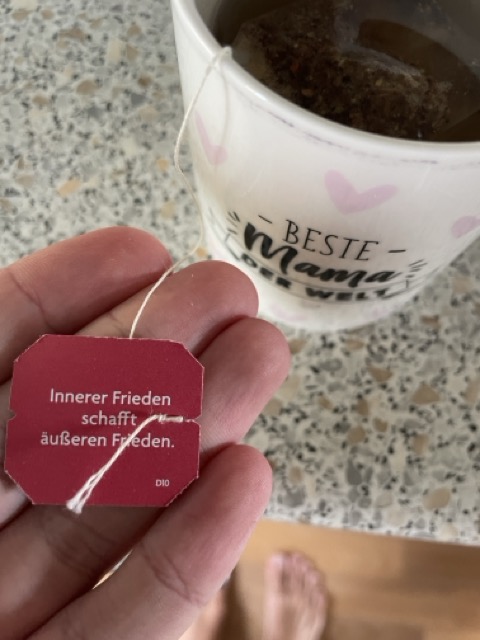 BESTE
Mama
DER WELT
Innerer Frieden
schafft
äußeren Frieden.
D10